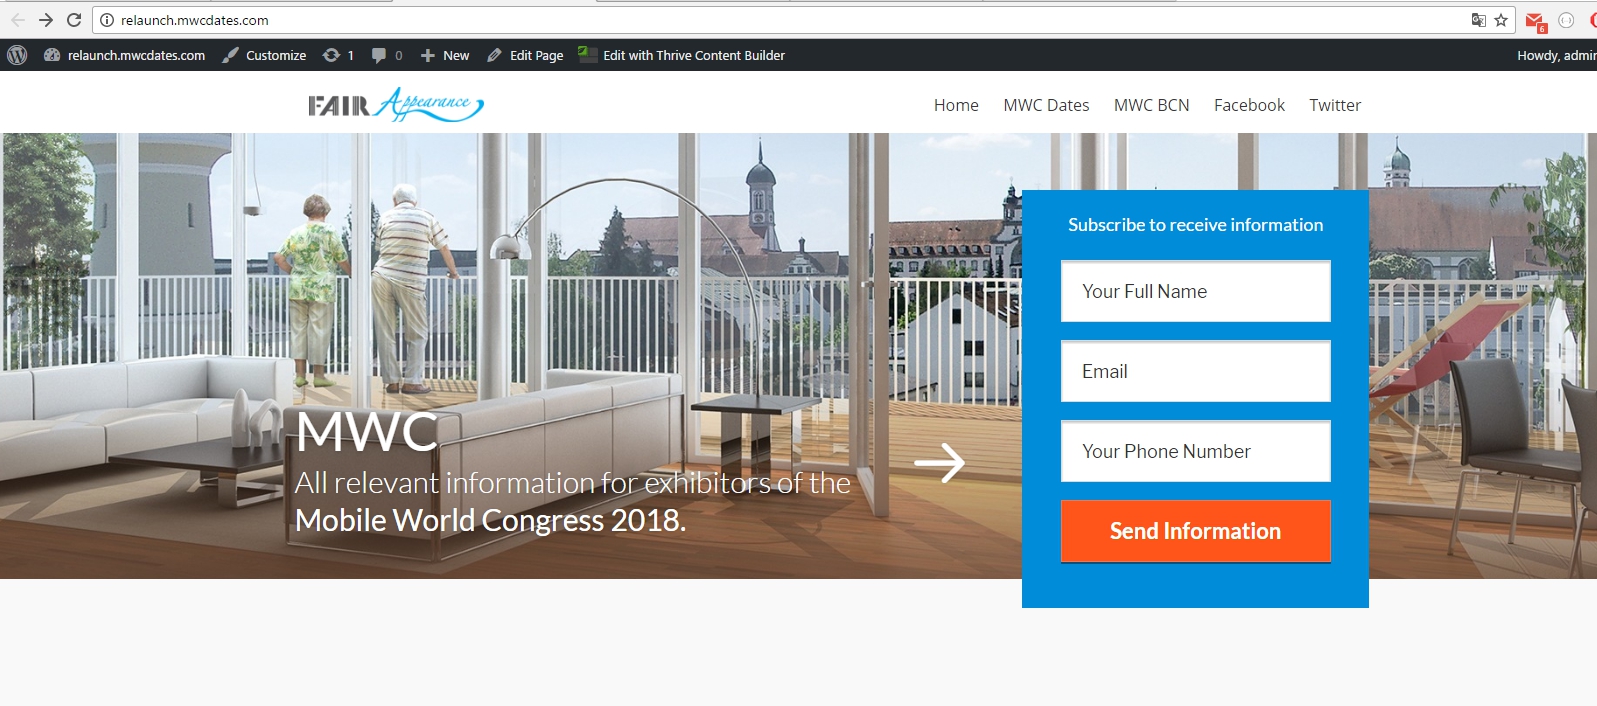 relaunch.mwcdates.com
6
relaunch.mwcdates.com Customize 1 0 New Edit Page Edit with Thrive Content Builder Howdy, admin
FAIR Appearance
Home MWC Dates MWC BCN Facebook Twitter
Subscribe to receive information
Your Full Name
Email
Your Phone Number
Send Information
MWC
All relevant information for exhibitors of the
Mobile World Congress 2018.